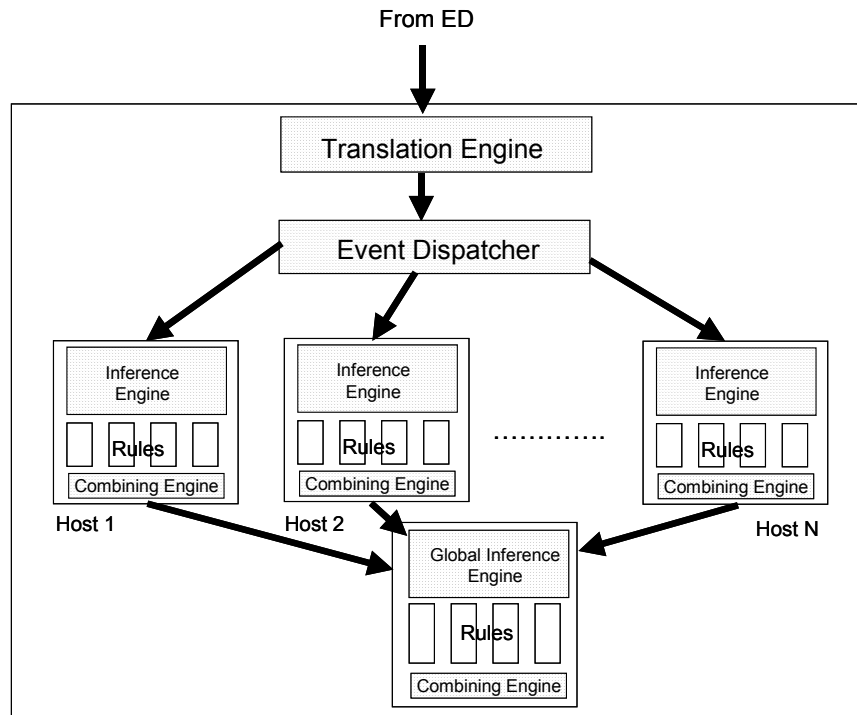 From ED
Translation Engine
Event Dispatcher
Inference
Engine
Rules
Combining Engine
Host 1
Inference
Engine
Rules
Combining Engine
Host 2
.............
Inference
Engine
Rules
Combining Engine
Host N
Global Inference
Engine
Rules
Combining Engine